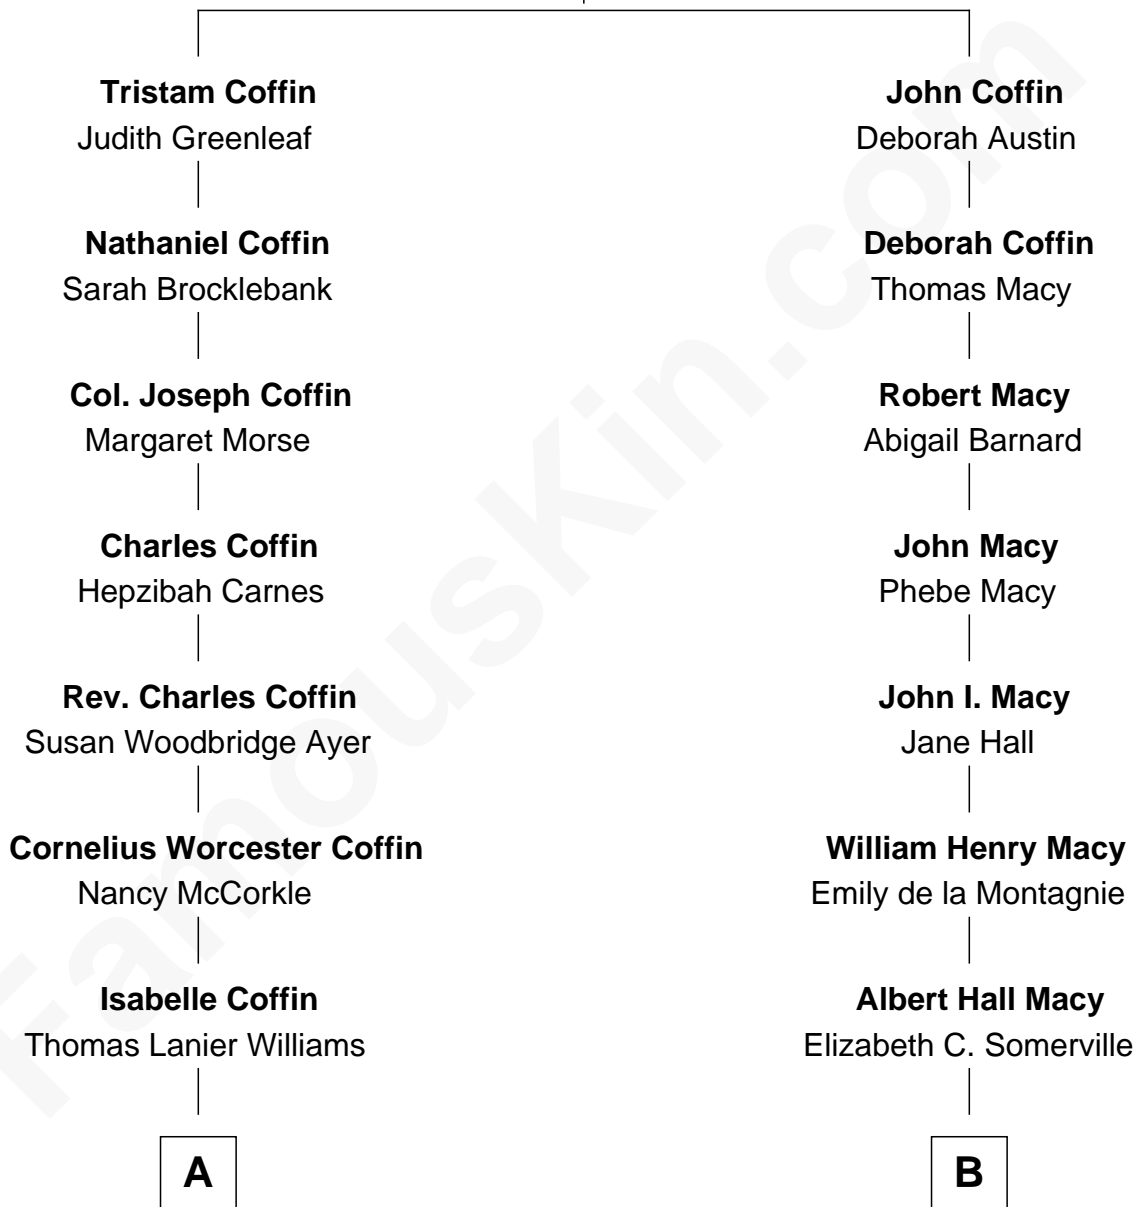 Tristam Coffin
Judith Greenleaf
Nathaniel Coffin
Sarah Brocklebank
Col. Joseph Coffin
Margaret Morse
Charles Coffin
Hepzibah Carnes
Rev. Charles Coffin
Susan Woodbridge Ayer
Cornelius Worcester Coffin
Nancy McCorkle
Isabelle Coffin
Thomas Lanier Williams
A
John Coffin
Deborah Austin
Deborah Coffin
Thomas Macy
Robert Macy
Abigail Barnard
John Macy
Phebe Macy
John I. Macy
Jane Hall
William Henry Macy
Emily de la Montagnie
Albert Hall Macy
Elizabeth C. Somerville
B
FamousKin.com